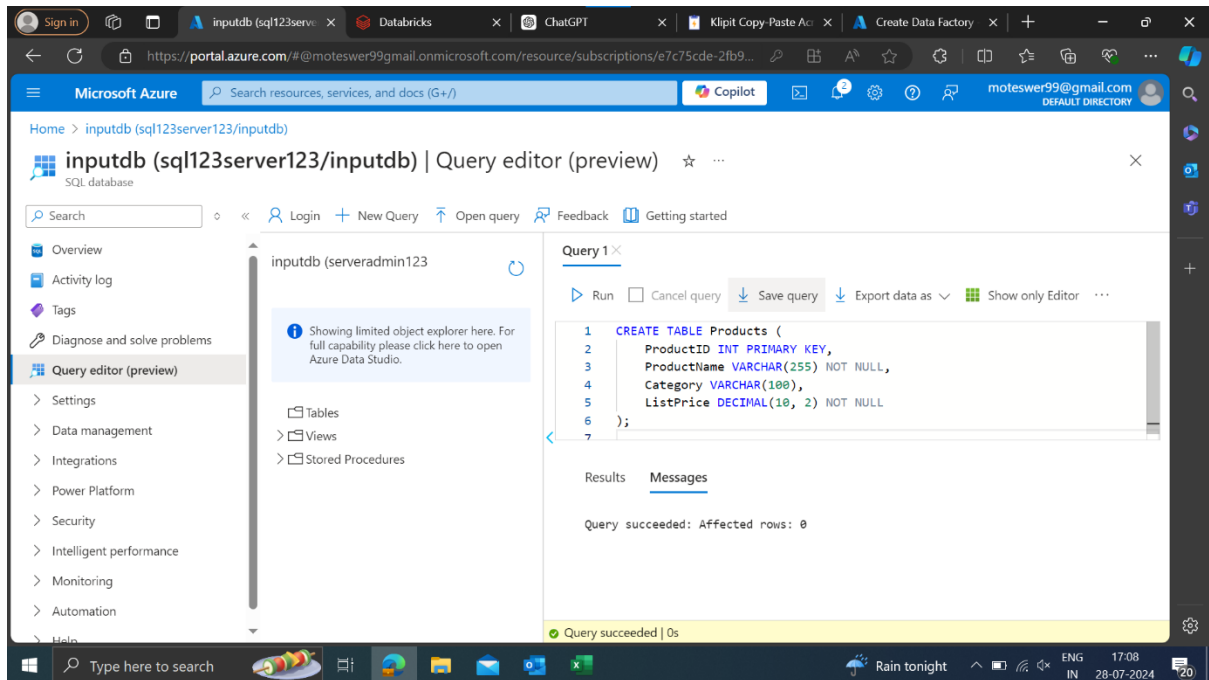 Sign in
inputdb (sql123serve
Databricks
ChatGPT
Klipit Copy-Paste Ac
Create Data Factory
https://portal.azure.com/#@moteswer99gmail.onmicrosoft.com/resource/subscriptions/e7c75cde-2fb9...
Microsoft Azure
Search resources, services, and docs (G+/)
Copilot
2
moteswer99@gmail.com
DEFAULT DIRECTORY
Home > inputdb (sql123server123/inputdb)
inputdb (sql123server123/inputdb) | Query editor (preview)
SQL database
Search
Login
New Query
Open query
Feedback
Getting started
Overview
Activity log
Tags
Diagnose and solve problems
Query editor (preview)
Settings
Data management
Integrations
Power Platform
Security
Intelligent performance
Monitoring
Automation
Help
inputdb (serveradmin123
Showing limited object explorer here. For
full capability please click here to open
Azure Data Studio.
Tables
Views
Stored Procedures
Query 1
Run
Cancel query
Save query
Export data as
Show only Editor
1 CREATE TABLE Products (
2 ProductID INT PRIMARY KEY,
3 ProductName VARCHAR(255) NOT NULL,
4 Category VARCHAR(100),
5 ListPrice DECIMAL(10, 2) NOT NULL
6 );
7
Results
Messages
Query succeeded: Affected rows: 0
Query succeeded | 0s
Type here to search
Rain tonight
ENG
IN
17:08
28-07-2024
20